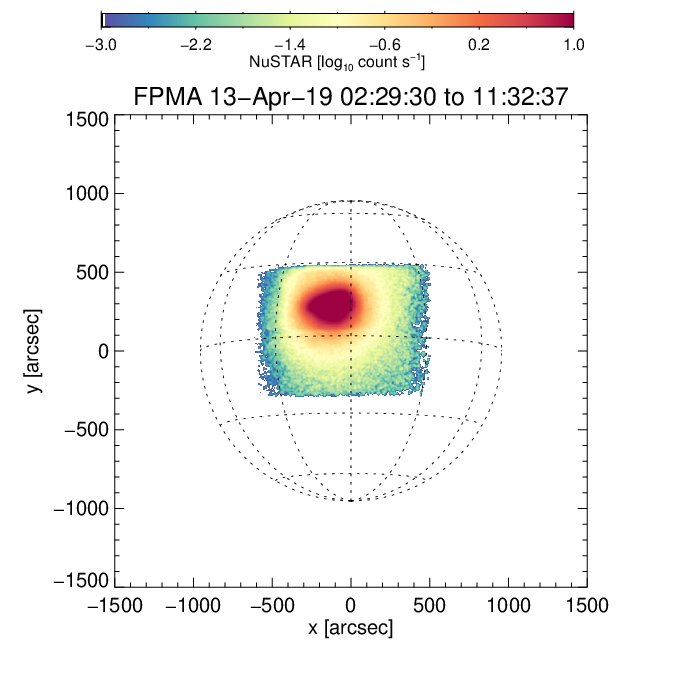 −3.0 −2.2 −1.4 −0.6 0.2 1.0
NuSTAR [log₁₀ count s⁻¹]
FPMA 13−Apr−19 02:29:30 to 11:32:37
1500
1000
500
0
−500
−1000
−1500
y [arcsec]
−1500 −1000 −500 0 500 1000 1500
x [arcsec]